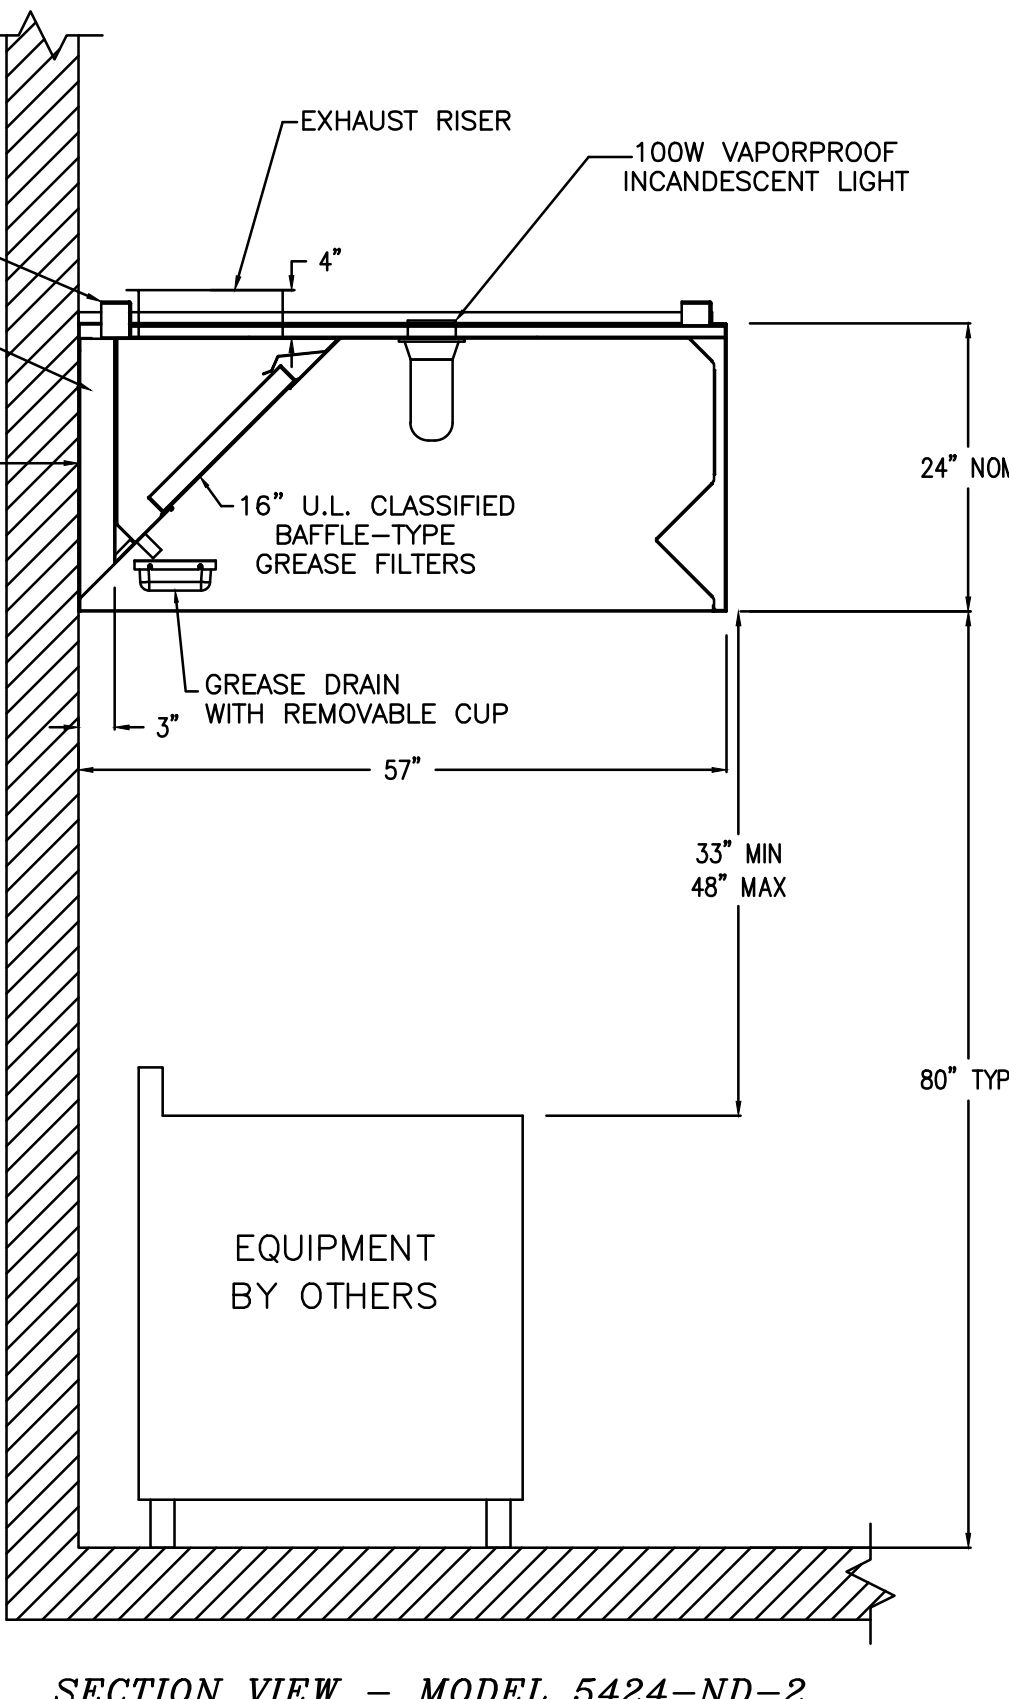 EXHAUST RISER
100W VAPORPROOF
INCANDESCENT LIGHT
4"
24" NOM
16" U.L. CLASSIFIED
BAFFLE-TYPE
GREASE FILTERS
GREASE DRAIN
WITH REMOVABLE CUP
3"
57"
33" MIN
48" MAX
80" TYP
EQUIPMENT
BY OTHERS
SECTION VIEW - MODEL 5424-ND-2